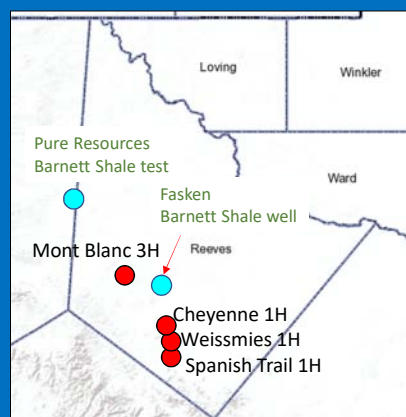 Loving
Winkler
Pure Resources
Barnett Shale test
Ward
Fasken
Barnett Shale well
Mont Blanc 3H
Reeves
Cheyenne 1H
Weissmies 1H
Spanish Trail 1H